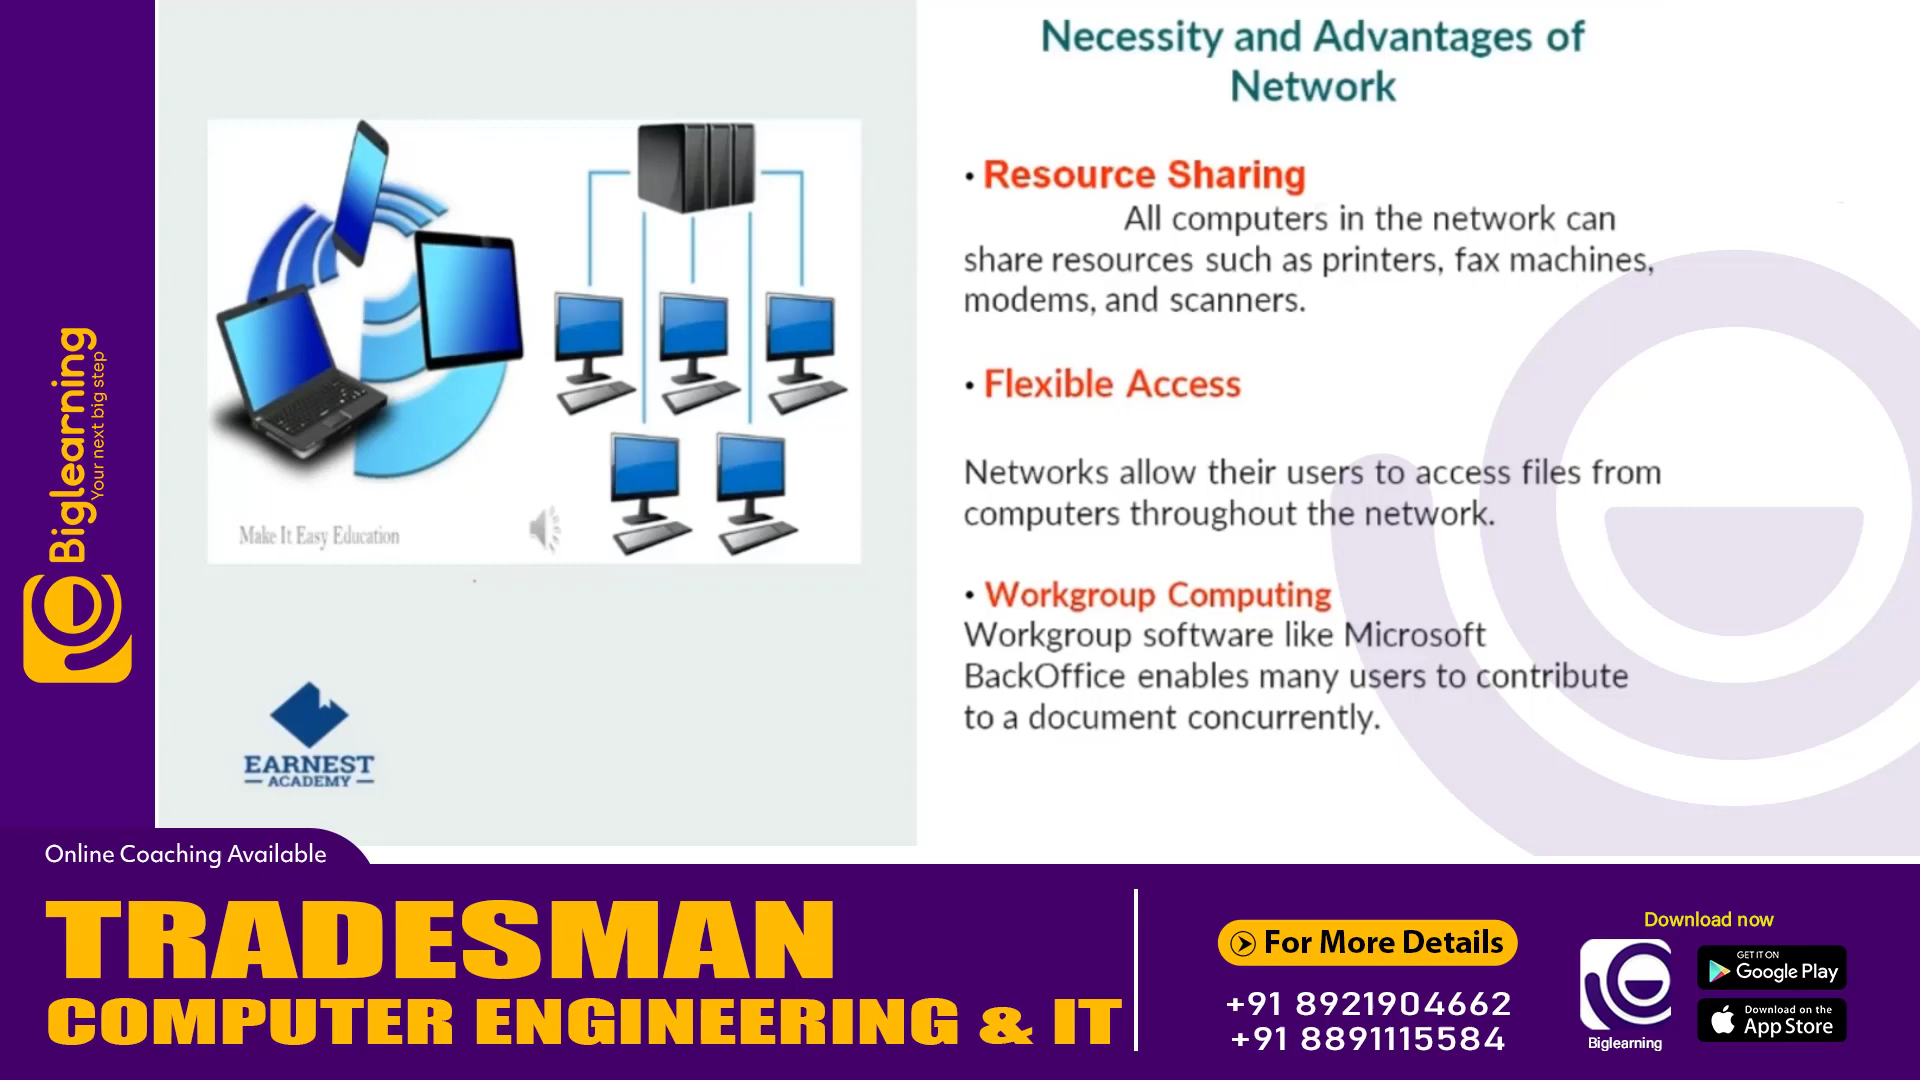 Necessity and Advantages of
Network
• Resource Sharing
All computers in the network can
share resources such as printers, fax machines,
modems, and scanners.
• Flexible Access
Networks allow their users to access files from
computers throughout the network.
• Workgroup Computing
Workgroup software like Microsoft
BackOffice enables many users to contribute
to a document concurrently.
Make It Easy Education
EARNEST
ACADEMY
Biglearning
Your next big step
Online Coaching Available
TRADESMAN
COMPUTER ENGINEERING & IT
For More Details
+91 8921904662
+91 8891115584
Download now
Biglearning
GET IT ON
Google Play
Download on the
App Store